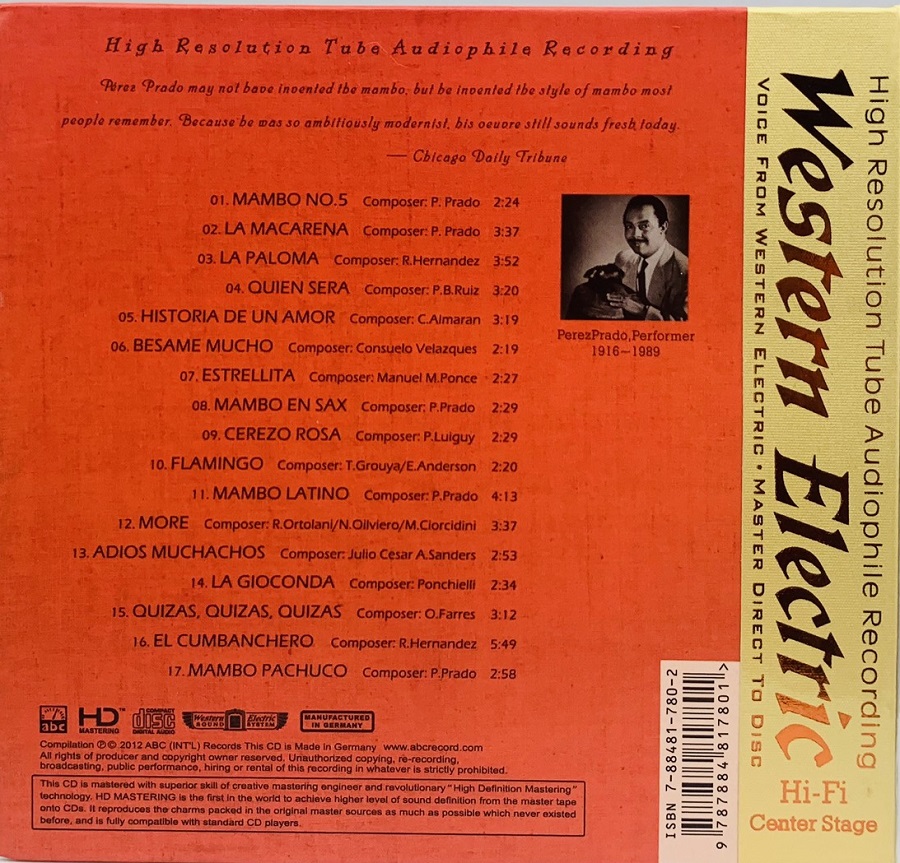 High Resolution Tube Audiophile Recording
Pérez Prado may not have invented the mambo, but he invented the style of mambo most
people remember. Because he was so ambitiously modernist, his oeuvre still sounds fresh today.
— Chicago Daily Tribune
01. MAMBO NO.5 Composer: P. Prado 2:24
02. LA MACARENA Composer: P. Prado 3:37
03. LA PALOMA Composer: R.Hernandez 3:52
04. QUIEN SERA Composer: P.B.Ruiz 3:20
05. HISTORIA DE UN AMOR Composer: C.Almaran 3:19
06. BESAME MUCHO Composer: Consuelo Velazques 2:19
07. ESTRELLITA Composer: Manuel M.Ponce 2:27
08. MAMBO EN SAX Composer: P.Prado 2:29
09. CEREZO ROSA Composer: P.Luiguy 2:29
10. FLAMINGO Composer: T.Grouya/E.Anderson 2:20
11. MAMBO LATINO Composer: P.Prado 4:13
12. MORE Composer: R.Ortolani/N.Oilviero/M.Clorcidini 3:37
13. ADIOS MUCHACHOS Composer: Julio Cesar A.Sanders 2:53
14. LA GIOCONDA Composer: Ponchielli 2:34
15. QUIZAS, QUIZAS, QUIZAS Composer: O.Farres 3:12
16. EL CUMBANCHERO Composer: R.Hernandez 5:49
17. MAMBO PACHUCO Composer: P.Prado 2:58
PerezPrado,Performer
1916~1989
abc
HD™
MASTERING
COMPACT
disc
DIGITAL AUDIO
Western Electric
SOUND SYSTEM
MANUFACTURED
IN GERMANY
Compilation ℗© 2012 ABC (INT'L) Records This CD is Made in Germany www.abcrecord.com
All rights of producer and copyright owner reserved. Unauthorized copying, re-recording,
broadcasting, public performance, hiring or rental of this recording in whatever is strictly prohibited.
This CD is mastered with superior skill of creative mastering engineer and revolutionary "High Definition Mastering"
technology. HD MASTERING is the first in the world to achieve higher level of sound definition from the master tape
onto CDs. It reproduces the charms packed in the original master sources as much as possible which never existed
before, and is fully compatible with standard CD players.
ISBN 7-88481-780-2
9 787884 817801 >
High Resolution Tube Audiophile Recording
Western Electric
VOICE FROM WESTERN ELECTRIC • MASTER DIRECT TO DISC
Hi-Fi
Center Stage